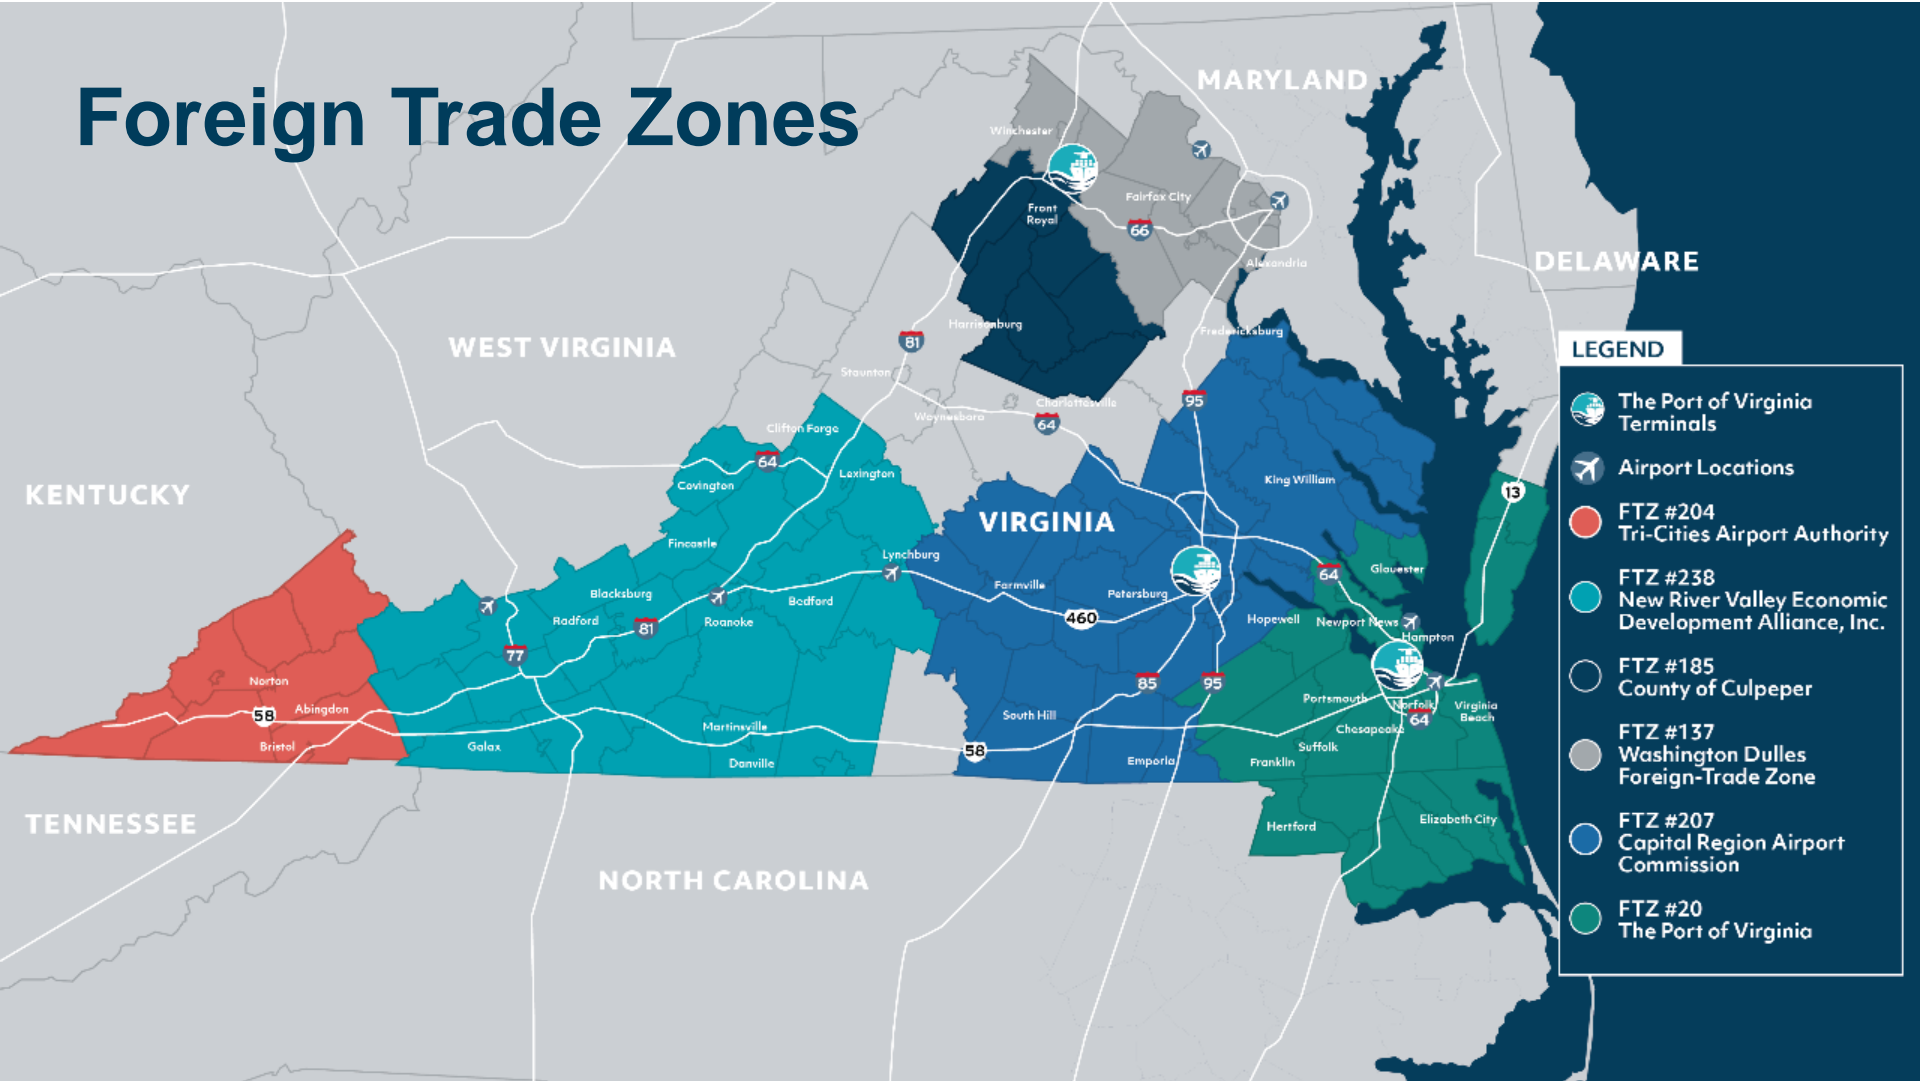 Foreign Trade Zones
MARYLAND
Winchester
Fairfax City
Front
Royal
66
DELAWARE
Alexandria
Harrisonburg
Fredericksburg
81
WEST VIRGINIA
Staunton
95
Charlottesville
Waynesboro
64
Clifton Forge
64
Lexington
Covington
King William
KENTUCKY
13
VIRGINIA
Fincastle
Lynchburg
Glouester
64
Farmville
Blacksburg
Petersburg
Bedford
460
Hopewell
Newport News
Radford
81
Roanoke
Hampton
77
Norton
85
95
Portsmouth
Norfolk
Virginia
Beach
58
Abingdon
South Hill
64
Martinsville
Chesapeake
Bristol
Galax
58
Suffolk
Danville
Emporia
Franklin
TENNESSEE
Hertford
Elizabeth City
NORTH CAROLINA
LEGEND
The Port of Virginia
Terminals
Airport Locations
FTZ #204
Tri-Cities Airport Authority
FTZ #238
New River Valley Economic
Development Alliance, Inc.
FTZ #185
County of Culpeper
FTZ #137
Washington Dulles
Foreign-Trade Zone
FTZ #207
Capital Region Airport
Commission
FTZ #20
The Port of Virginia